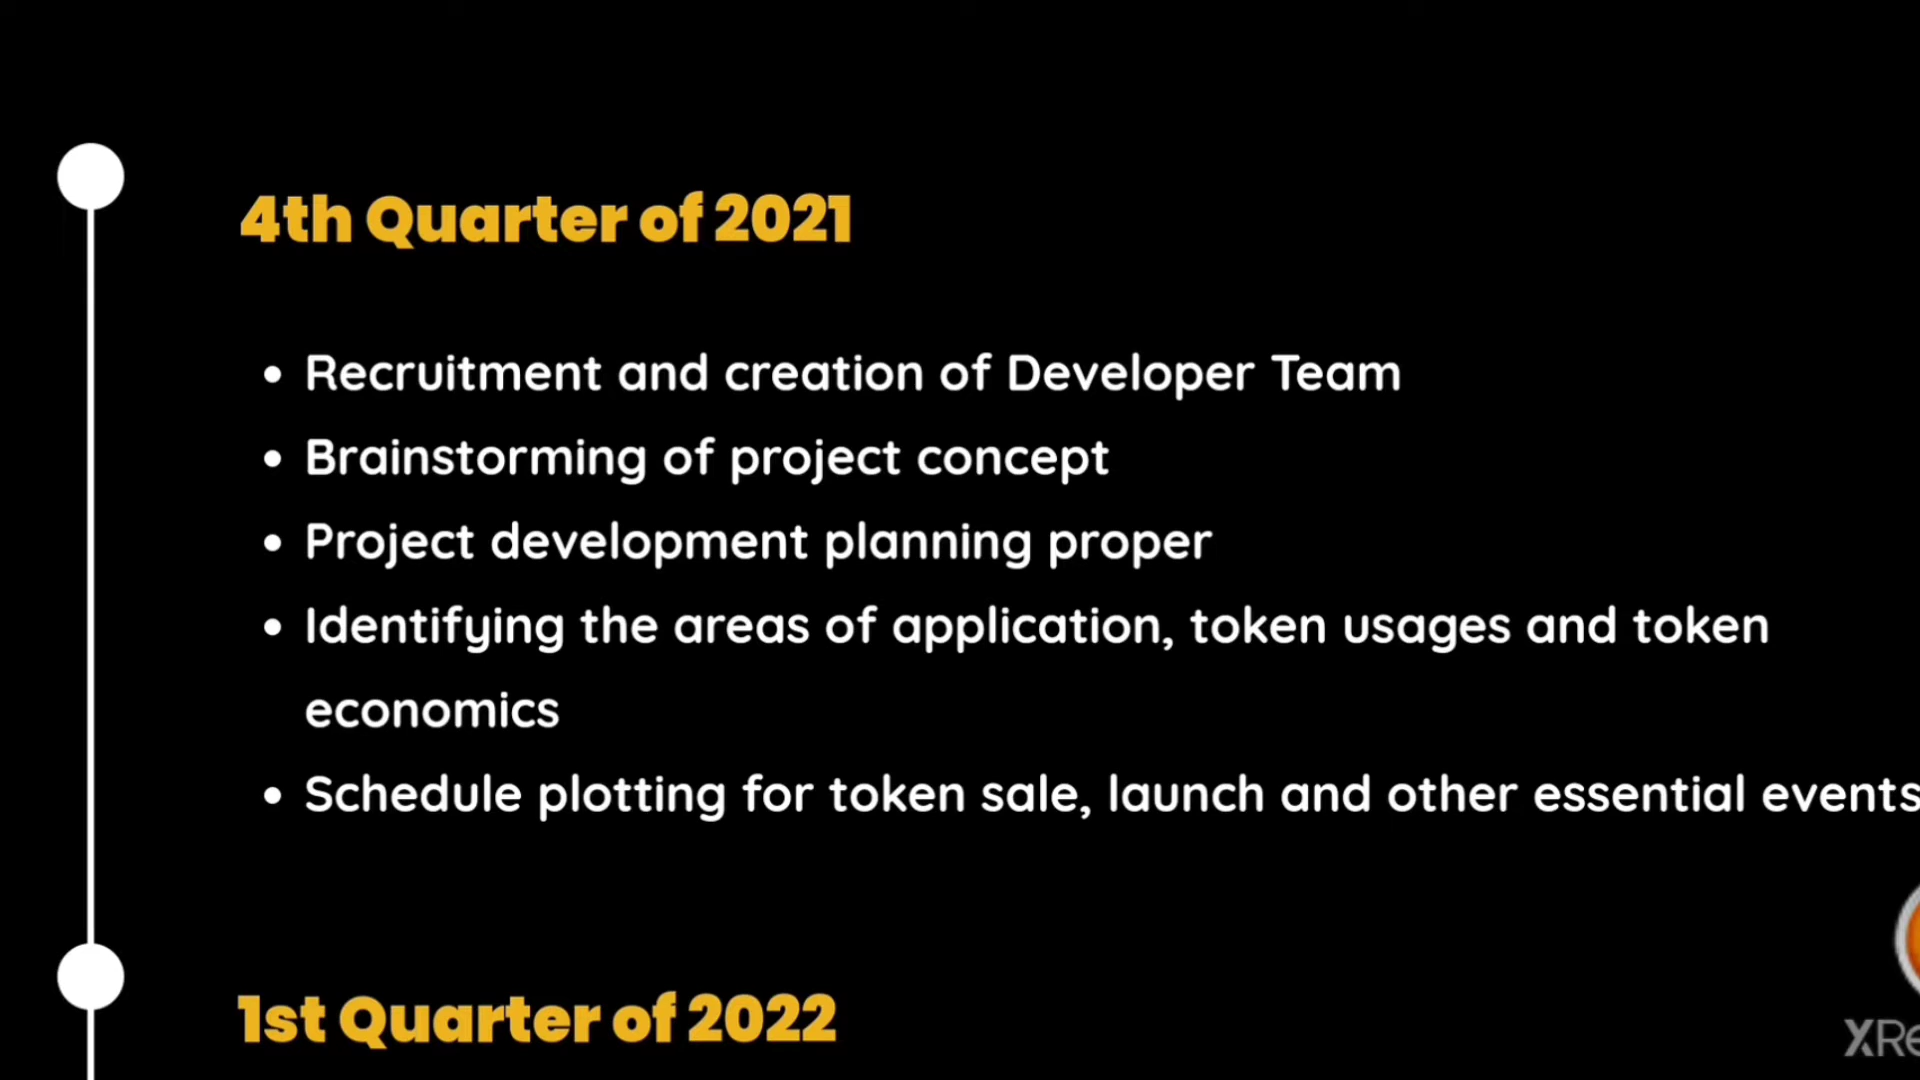 4th Quarter of 2021
• Recruitment and creation of Developer Team
• Brainstorming of project concept
• Project development planning proper
• Identifying the areas of application, token usages and token
economics
• Schedule plotting for token sale, launch and other essential events
1st Quarter of 2022
XRe